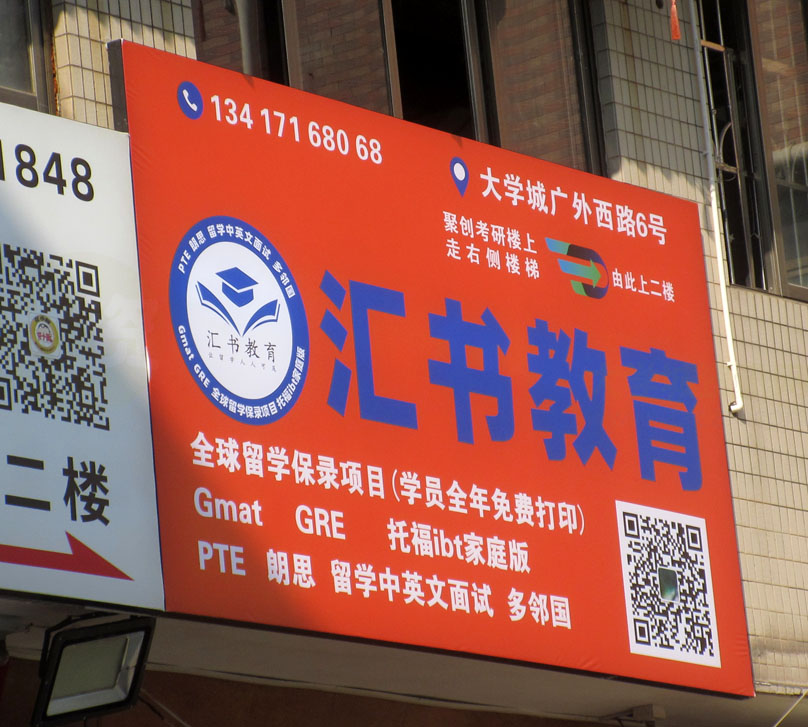 1848
二楼
134 171 680 68
大学城广外西路6号
聚创考研楼上
走右侧楼梯
由此上二楼
PTE 朗思 留学中英文面试 多邻国
汇书教育
Gmat GRE 全球留学保录项目 托福ibt家庭版
汇书教育
全球留学保录项目(学员全年免费打印)
Gmat GRE 托福ibt家庭版
PTE 朗思 留学中英文面试 多邻国